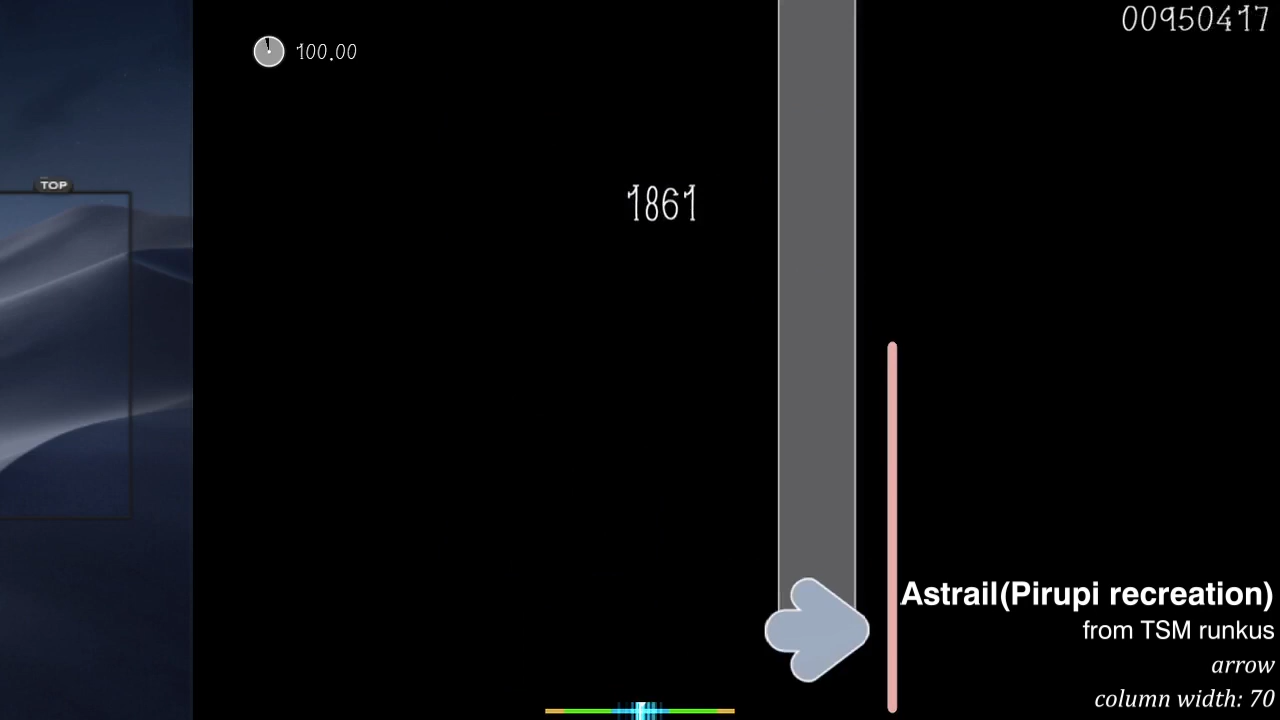 00950417
100.00
TOP
1861
Astrail(Pirupi recreation)
from TSM runkus
arrow
column width: 70